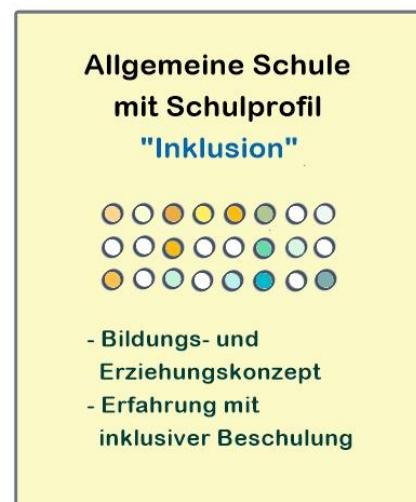 Allgemeine Schule
mit Schulprofil
"Inklusion"
- Bildungs- und
Erziehungskonzept
- Erfahrung mit
inklusiver Beschulung